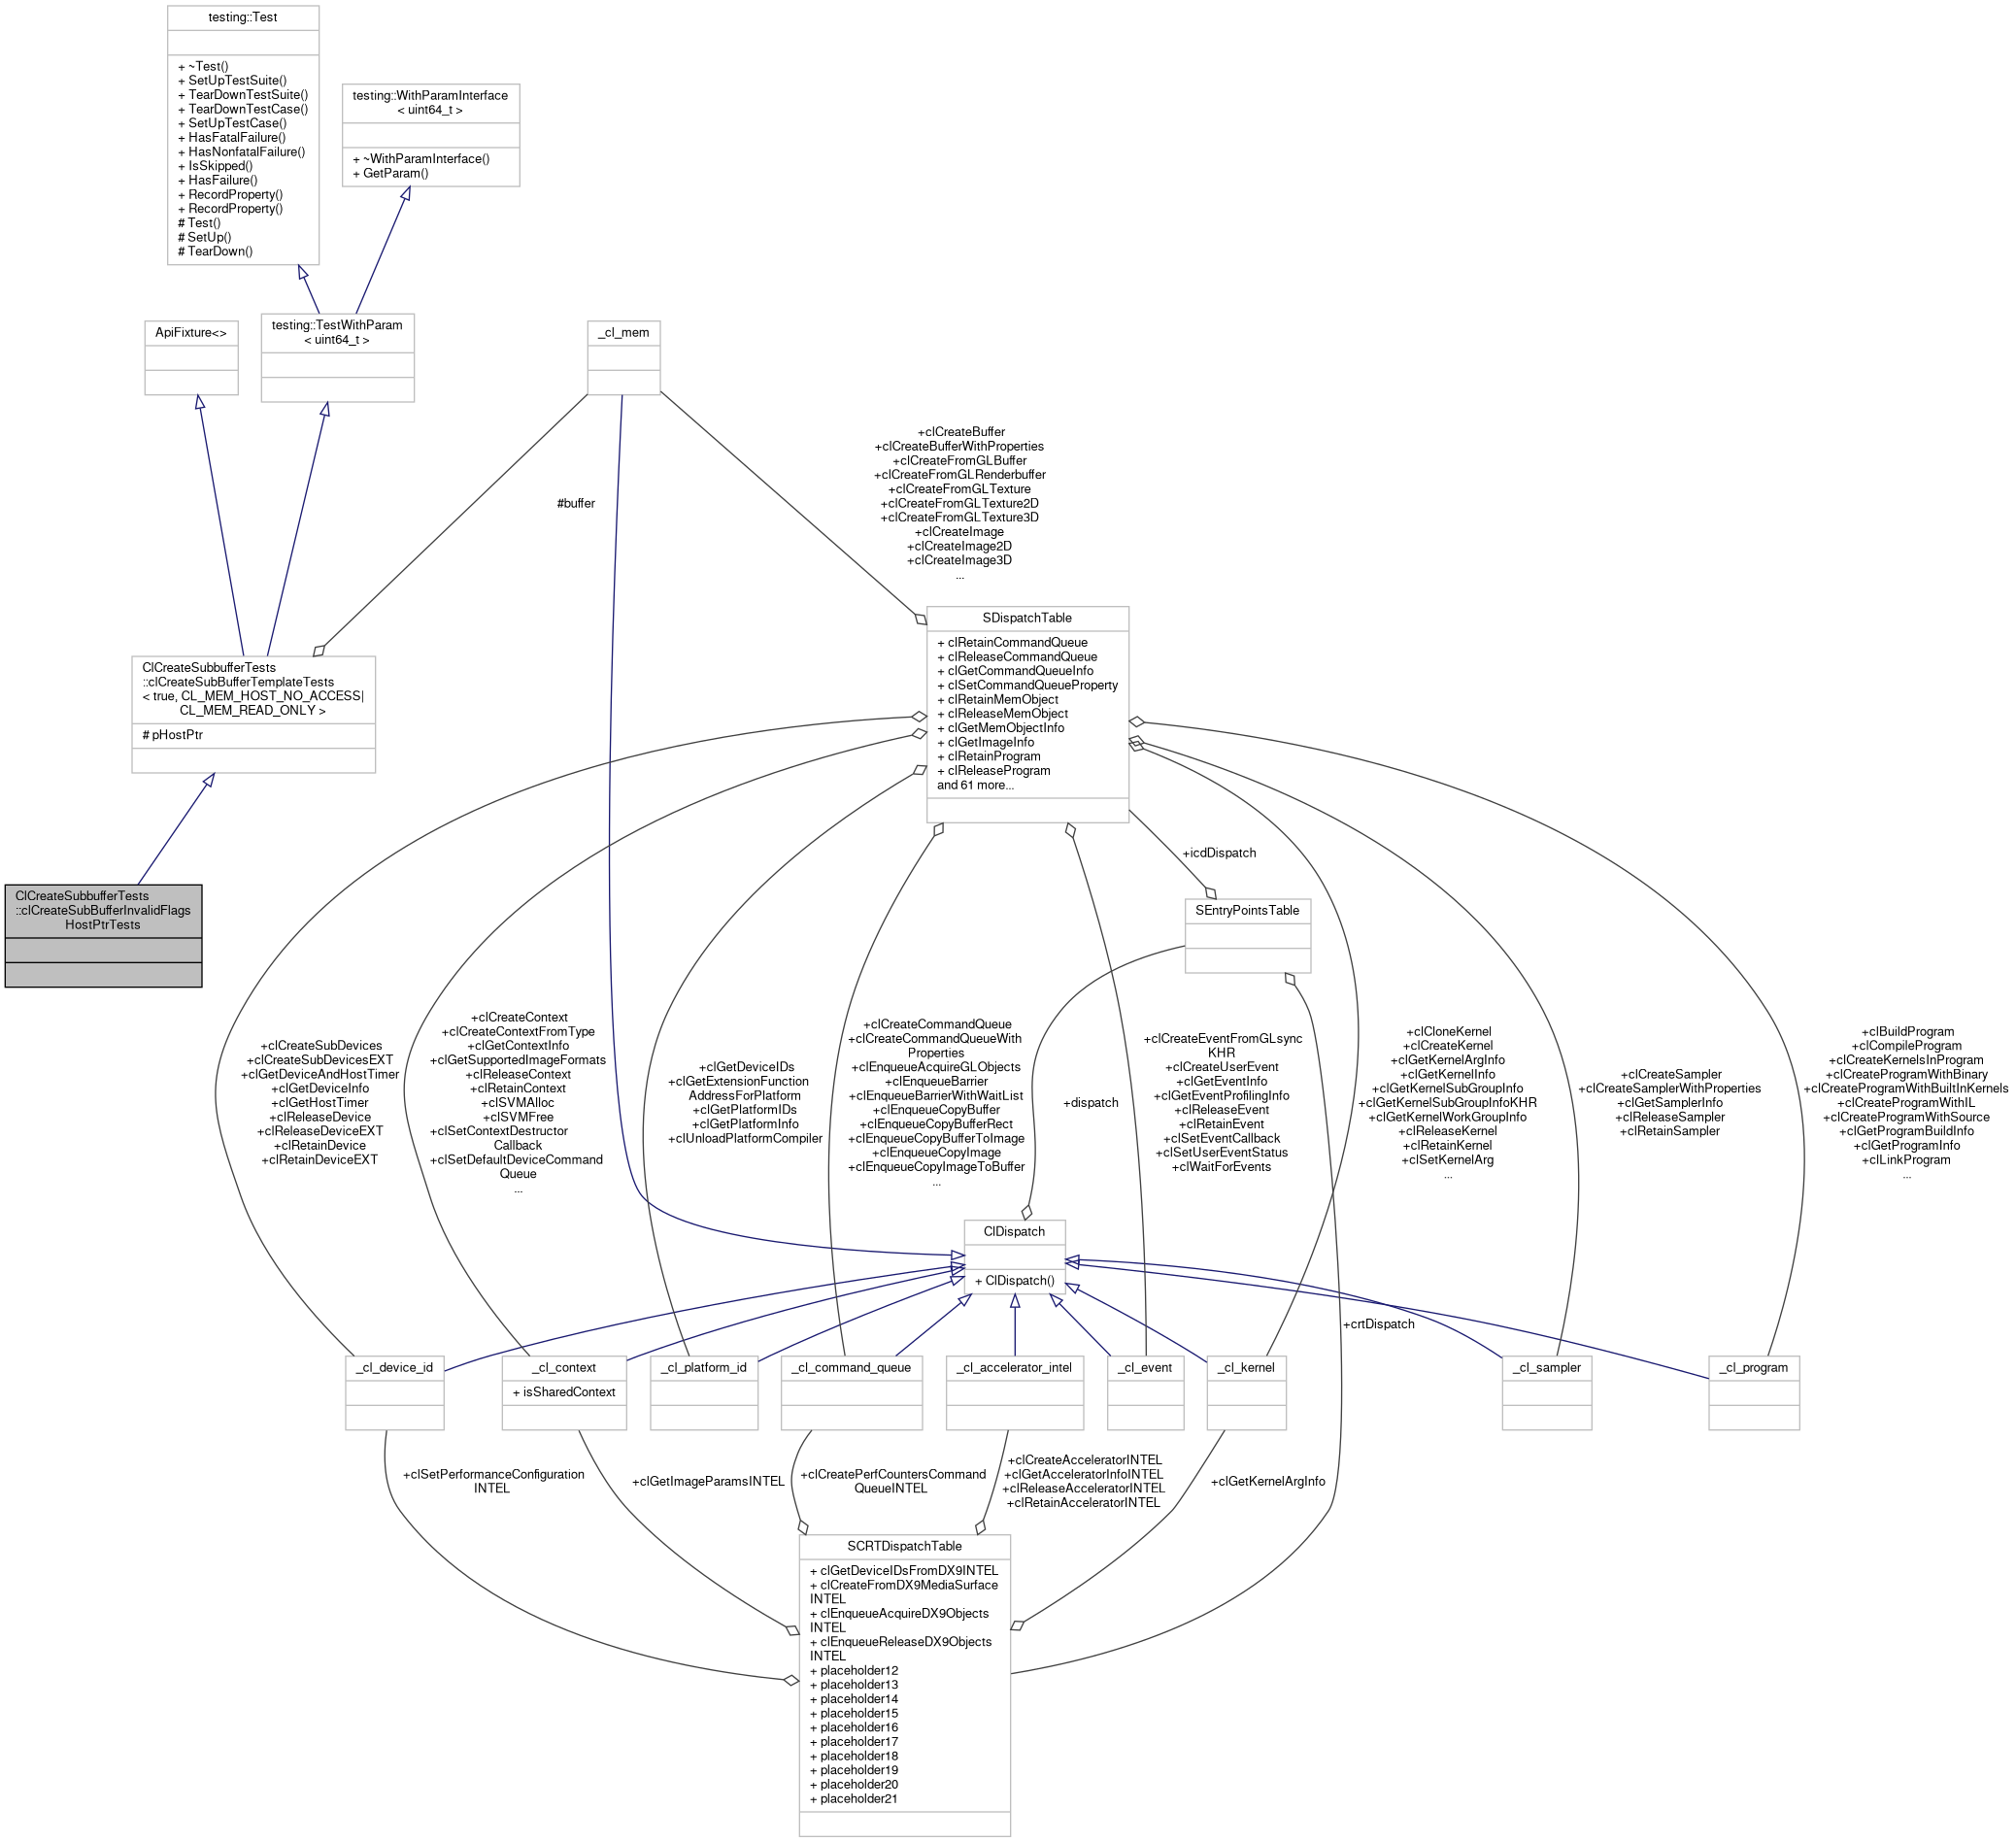 testing::Test
+ ~Test()
+ SetUpTestSuite()
+ TearDownTestSuite()
+ TearDownTestCase()
+ SetUpTestCase()
+ HasFatalFailure()
+ HasNonfatalFailure()
+ IsSkipped()
+ HasFailure()
+ RecordProperty()
+ RecordProperty()
# Test()
# SetUp()
# TearDown()
testing::WithParamInterface
< uint64_t >
+ ~WithParamInterface()
+ GetParam()
ApiFixture<>
testing::TestWithParam
< uint64_t >
_cl_mem
#buffer
+clCreateBuffer
+clCreateBufferWithProperties
+clCreateFromGLBuffer
+clCreateFromGLRenderbuffer
+clCreateFromGLTexture
+clCreateFromGLTexture2D
+clCreateFromGLTexture3D
+clCreateImage
+clCreateImage2D
+clCreateImage3D
...
ClCreateSubbufferTests
::clCreateSubBufferTemplateTests
< true, CL_MEM_HOST_NO_ACCESS|
CL_MEM_READ_ONLY >
# pHostPtr
SDispatchTable
+ clRetainCommandQueue
+ clReleaseCommandQueue
+ clGetCommandQueueInfo
+ clSetCommandQueueProperty
+ clRetainMemObject
+ clReleaseMemObject
+ clGetMemObjectInfo
+ clGetImageInfo
+ clRetainProgram
+ clReleaseProgram
and 61 more...
+icdDispatch
ClCreateSubbufferTests
::clCreateSubBufferInvalidFlags
HostPtrTests
SEntryPointsTable
+clCreateSubDevices
+clCreateSubDevicesEXT
+clGetDeviceAndHostTimer
+clGetDeviceInfo
+clGetHostTimer
+clReleaseDevice
+clReleaseDeviceEXT
+clRetainDevice
+clRetainDeviceEXT
+clCreateContext
+clCreateContextFromType
+clGetContextInfo
+clGetSupportedImageFormats
+clReleaseContext
+clRetainContext
+clSVMAlloc
+clSVMFree
+clSetContextDestructor
Callback
+clSetDefaultDeviceCommand
Queue
...
+clGetDeviceIDs
+clGetExtensionFunction
AddressForPlatform
+clGetPlatformIDs
+clGetPlatformInfo
+clUnloadPlatformCompiler
+clCreateCommandQueue
+clCreateCommandQueueWith
Properties
+clEnqueueAcquireGLObjects
+clEnqueueBarrier
+clEnqueueBarrierWithWaitList
+clEnqueueCopyBuffer
+clEnqueueCopyBufferRect
+clEnqueueCopyBufferToImage
+clEnqueueCopyImage
+clEnqueueCopyImageToBuffer
...
+dispatch
+clCreateEventFromGLsync
KHR
+clCreateUserEvent
+clGetEventInfo
+clGetEventProfilingInfo
+clReleaseEvent
+clRetainEvent
+clSetEventCallback
+clSetUserEventStatus
+clWaitForEvents
+clCloneKernel
+clCreateKernel
+clGetKernelArgInfo
+clGetKernelInfo
+clGetKernelSubGroupInfo
+clGetKernelSubGroupInfoKHR
+clGetKernelWorkGroupInfo
+clReleaseKernel
+clRetainKernel
+clSetKernelArg
...
+clCreateSampler
+clCreateSamplerWithProperties
+clGetSamplerInfo
+clReleaseSampler
+clRetainSampler
+clBuildProgram
+clCompileProgram
+clCreateKernelsInProgram
+clCreateProgramWithBinary
+clCreateProgramWithBuiltInKernels
+clCreateProgramWithIL
+clCreateProgramWithSource
+clGetProgramBuildInfo
+clGetProgramInfo
+clLinkProgram
...
ClDispatch
+ ClDispatch()
+crtDispatch
_cl_device_id
_cl_context
+ isSharedContext
_cl_platform_id
_cl_command_queue
_cl_accelerator_intel
_cl_event
_cl_kernel
_cl_sampler
_cl_program
+clSetPerformanceConfiguration
INTEL
+clGetImageParamsINTEL
+clCreatePerfCountersCommand
QueueINTEL
+clCreateAcceleratorINTEL
+clGetAcceleratorInfoINTEL
+clReleaseAcceleratorINTEL
+clRetainAcceleratorINTEL
+clGetKernelArgInfo
SCRTDispatchTable
+ clGetDeviceIDsFromDX9INTEL
+ clCreateFromDX9MediaSurface
INTEL
+ clEnqueueAcquireDX9Objects
INTEL
+ clEnqueueReleaseDX9Objects
INTEL
+ placeholder12
+ placeholder13
+ placeholder14
+ placeholder15
+ placeholder16
+ placeholder17
+ placeholder18
+ placeholder19
+ placeholder20
+ placeholder21